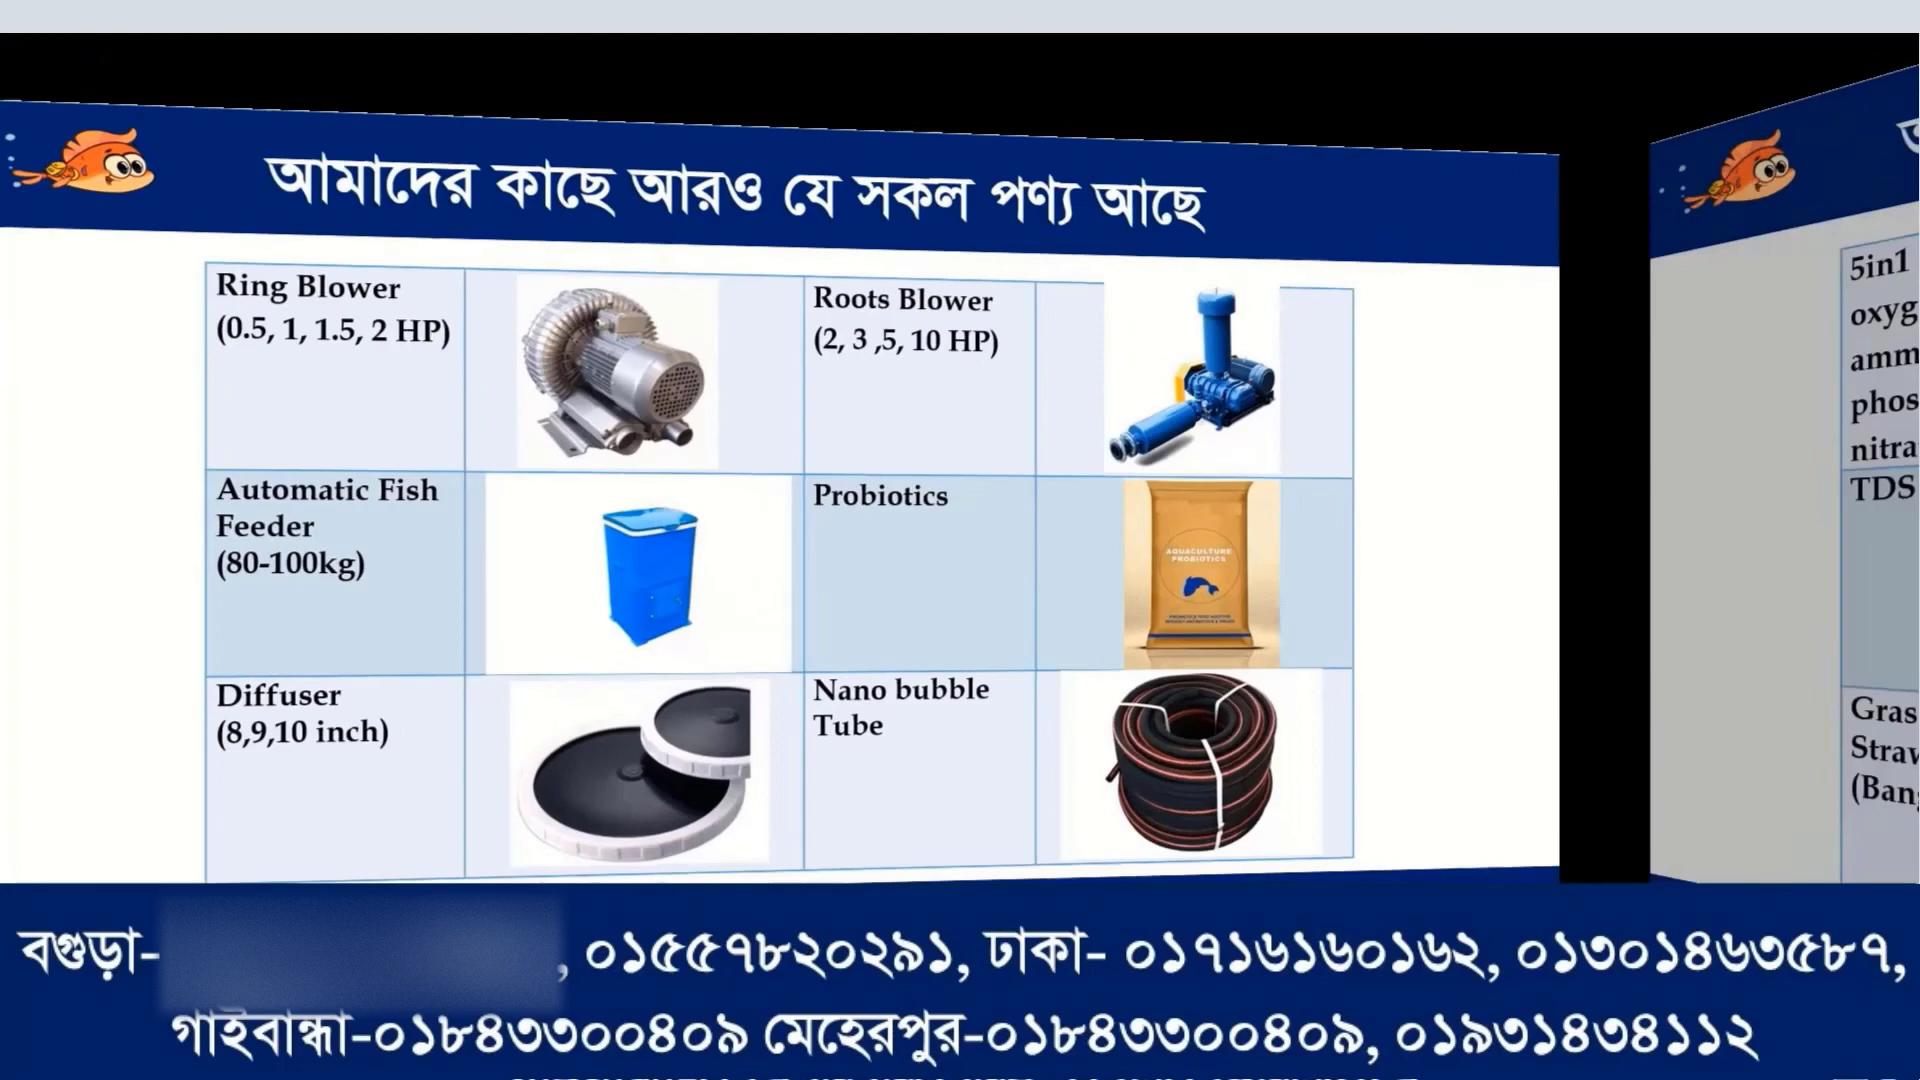 আমাদের কাছে আরও যে সকল পণ্য আছে
Ring Blower
(0.5, 1, 1.5, 2 HP)
Roots Blower
(2, 3 ,5, 10 HP)
Automatic Fish
Feeder
(80-100kg)
Probiotics
AQUACULTURE
PROBIOTICS
Diffuser
(8,9,10 inch)
Nano bubble
Tube
5in1
TDS
বগুড়া- , ০১৫৫৭৮২০২৯১, ঢাকা- ০১৭১৬১৬০১৬২, ০১৩০১৪৬৩৫৮৭,
গাইবান্ধা-০১৮৪৩৩০০৪০৯ মেহেরপুর-০১৮৪৩৩০০৪০৯, ০১৯৩১৪৩৪১১২